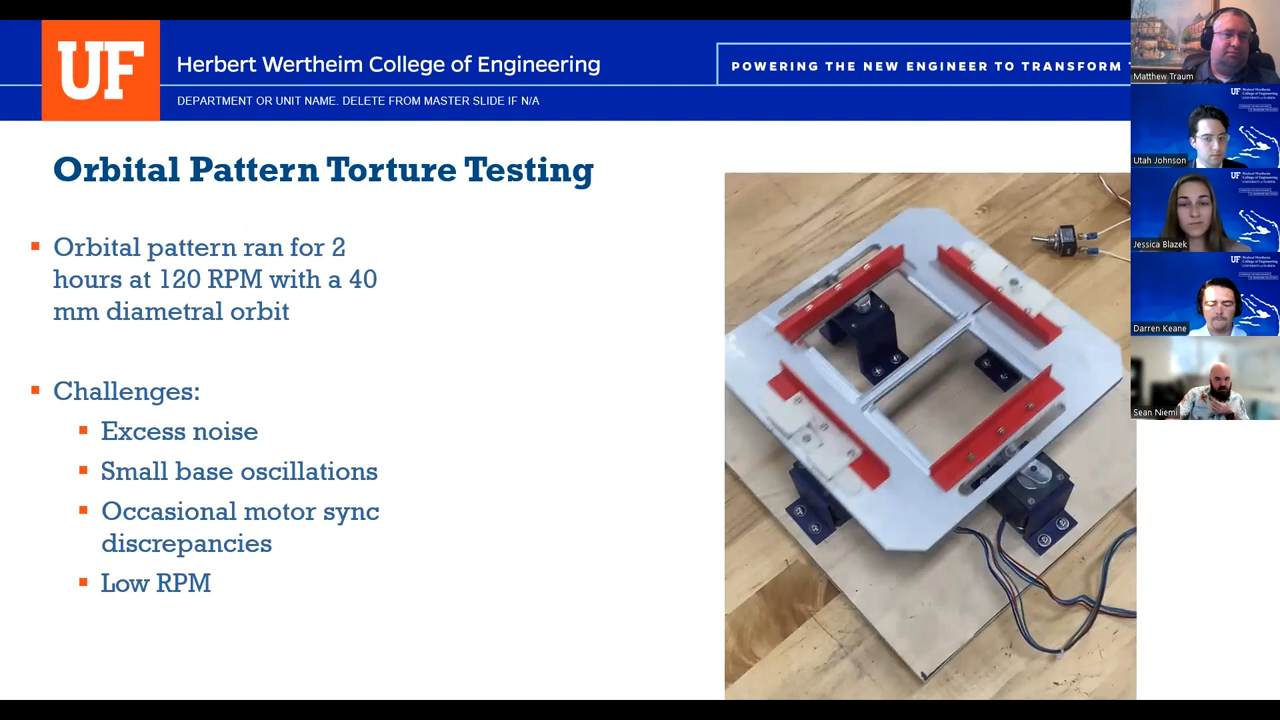 UF
Herbert Wertheim College of Engineering
POWERING THE NEW ENGINEER TO TRANSFORM
DEPARTMENT OR UNIT NAME. DELETE FROM MASTER SLIDE IF N/A
Orbital Pattern Torture Testing
Orbital pattern ran for 2
hours at 120 RPM with a 40
mm diametral orbit
Challenges:
Excess noise
Small base oscillations
Occasional motor sync
discrepancies
Low RPM
Matthew Traum
UF
Utah Johnson
UF
Jessica Blazek
UF
Darren Keane
Sean Niemi